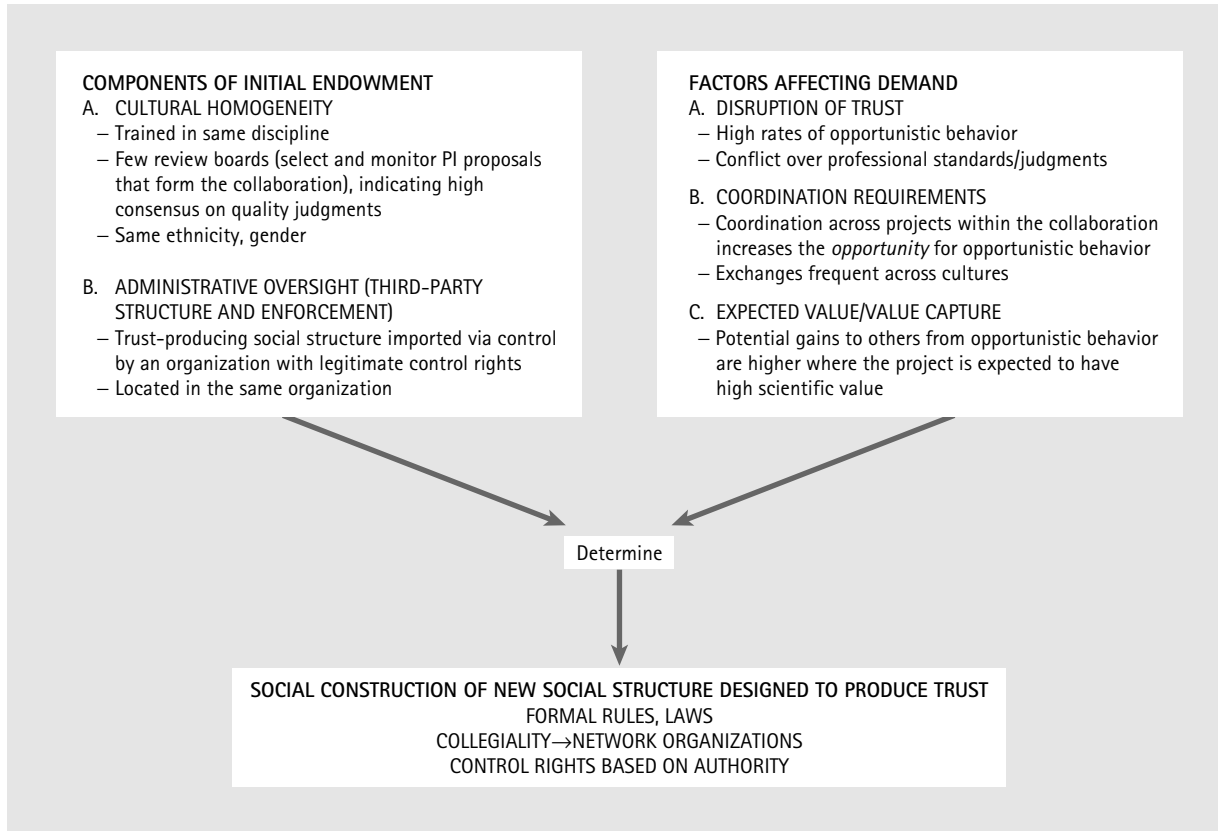 COMPONENTS OF INITIAL ENDOWMENT
A. CULTURAL HOMOGENEITY
– Trained in same discipline
– Few review boards (select and monitor PI proposals
that form the collaboration), indicating high
consensus on quality judgments
– Same ethnicity, gender
B. ADMINISTRATIVE OVERSIGHT (THIRD-PARTY
STRUCTURE AND ENFORCEMENT)
– Trust-producing social structure imported via control
by an organization with legitimate control rights
– Located in the same organization
FACTORS AFFECTING DEMAND
A. DISRUPTION OF TRUST
– High rates of opportunistic behavior
– Conflict over professional standards/judgments
B. COORDINATION REQUIREMENTS
– Coordination across projects within the collaboration
increases the opportunity for opportunistic behavior
– Exchanges frequent across cultures
C. EXPECTED VALUE/VALUE CAPTURE
– Potential gains to others from opportunistic behavior
are higher where the project is expected to have
high scientific value
Determine
SOCIAL CONSTRUCTION OF NEW SOCIAL STRUCTURE DESIGNED TO PRODUCE TRUST
FORMAL RULES, LAWS
COLLEGIALITY→NETWORK ORGANIZATIONS
CONTROL RIGHTS BASED ON AUTHORITY